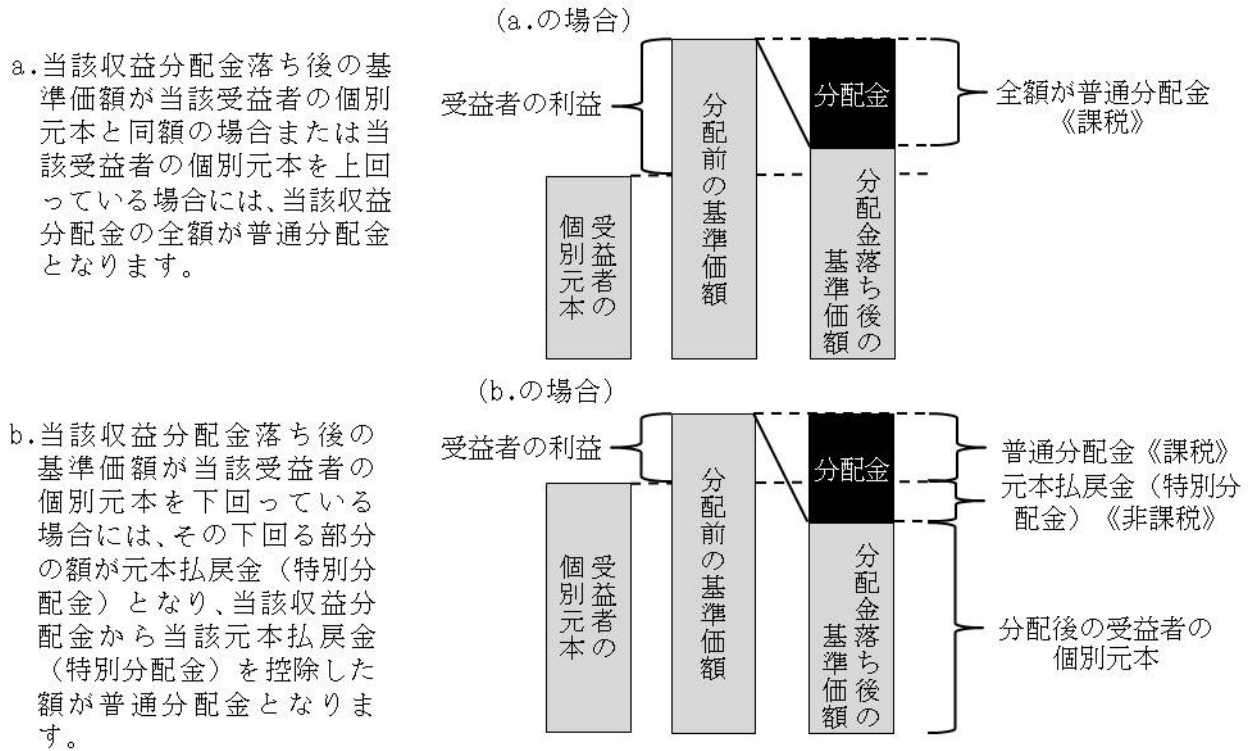 a.当該収益分配金落ち後の基
準価額が当該受益者の個別
元本と同額の場合または当
該受益者の個別元本を上回
っている場合には、当該収益
分配金の全額が普通分配金
となります。
(a.の場合)
受益者の利益
受益者の
個別元本
分配前の基準価額
分配金
分配金落ち後の
基準価額
全額が普通分配金
《課税》
b.当該収益分配金落ち後の
基準価額が当該受益者の
個別元本を下回っている
場合には、その下回る部分
の額が元本払戻金（特別分
配金）となり、当該収益分
配金から当該元本払戻金
（特別分配金）を控除した
額が普通分配金となりま
す。
(b.の場合)
受益者の利益
受益者の
個別元本
分配前の基準価額
分配金
分配金落ち後の
基準価額
普通分配金《課税》
元本払戻金（特別分
配金）《非課税》
分配後の受益者の
個別元本